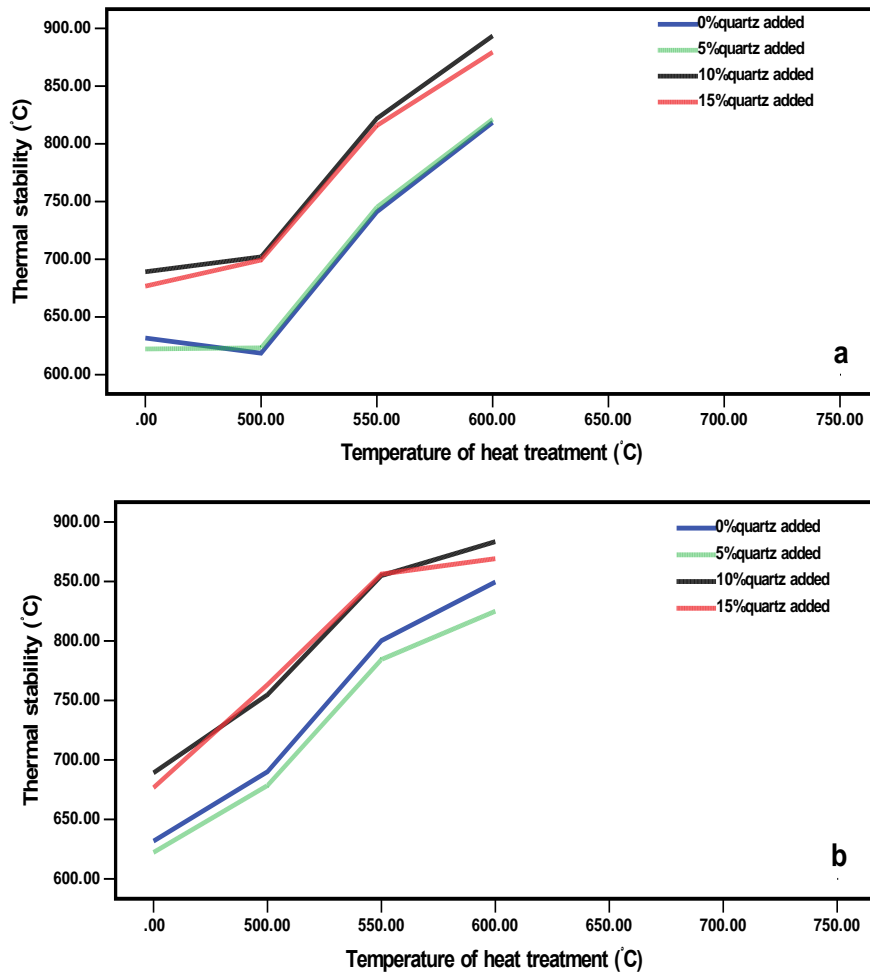 0%quartz added
5%quartz added
10%quartz added
15%quartz added
900.00
850.00
800.00
750.00
700.00
650.00
600.00
Thermal stability (°C)
a
.00 500.00 550.00 600.00 650.00 700.00 750.00
Temperature of heat treatment (°C)
0%quartz added
5%quartz added
10%quartz added
15%quartz added
900.00
850.00
800.00
750.00
700.00
650.00
600.00
Thermal stability (°C)
b
.00 500.00 550.00 600.00 650.00 700.00 750.00
Temperature of heat treatment (°C)